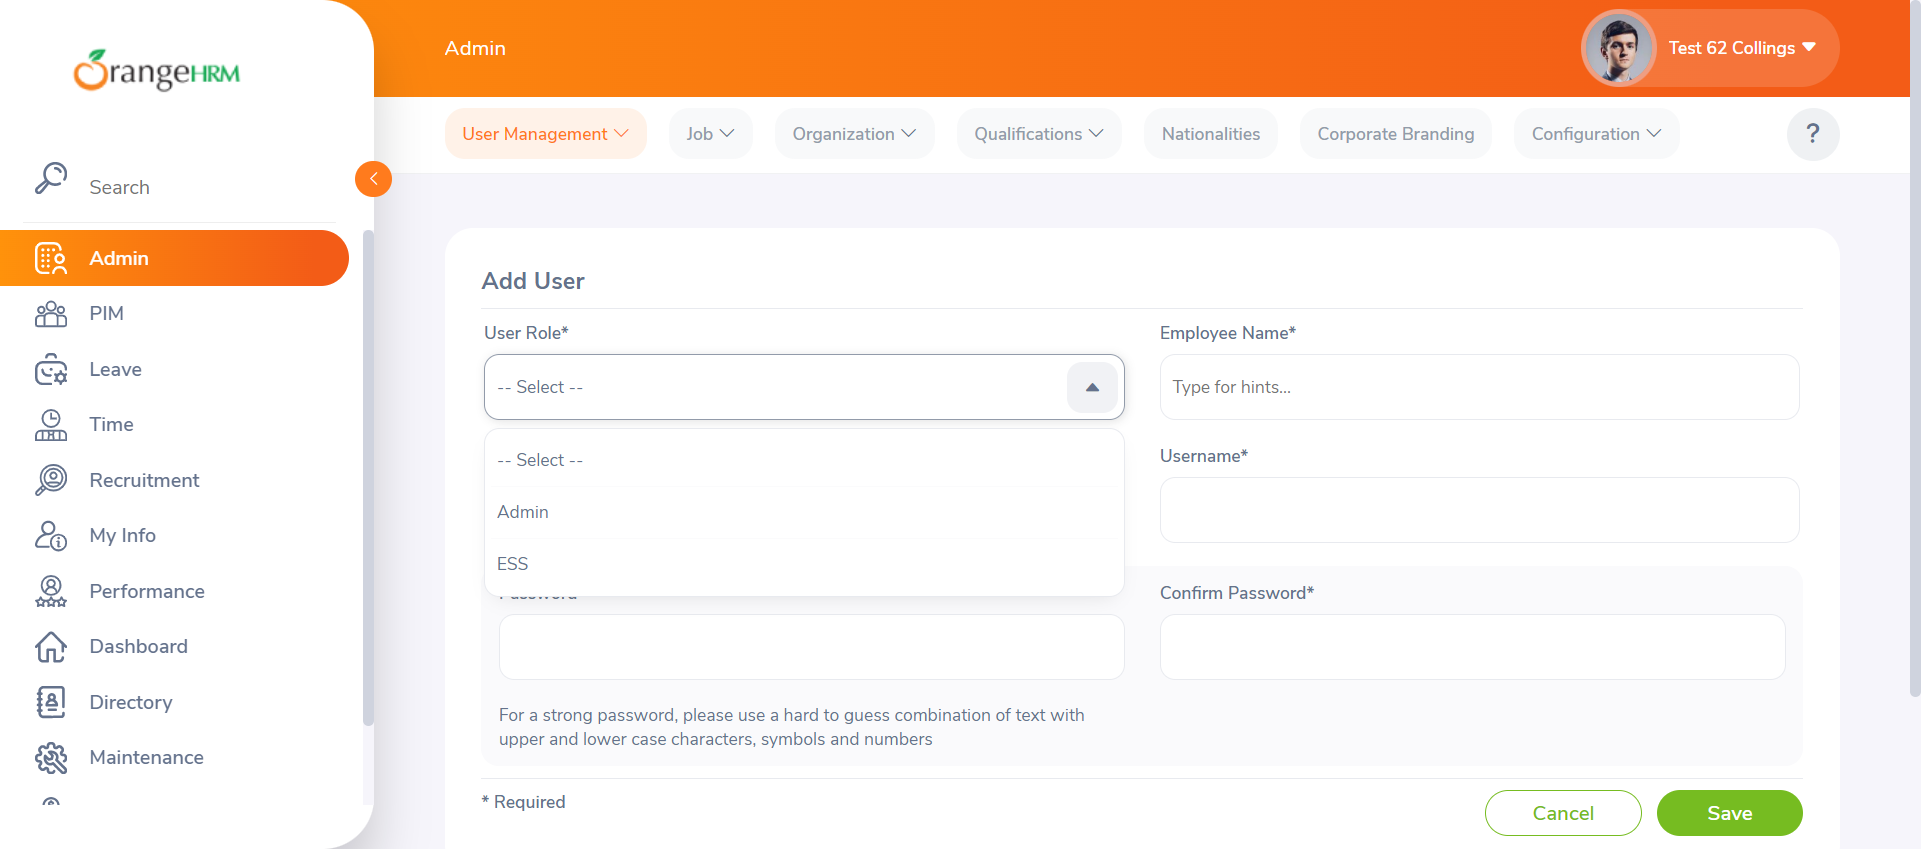 OrangeHRM
Admin
Test 62 Collings
User Management
Job
Organization
Qualifications
Nationalities
Corporate Branding
Configuration
?
Search
Admin
PIM
Leave
Time
Recruitment
My Info
Performance
Dashboard
Directory
Maintenance
Add User
User Role*
Employee Name*
-- Select --
Type for hints...
-- Select --
Admin
ESS
Username*
Password
Confirm Password*
For a strong password, please use a hard to guess combination of text with
upper and lower case characters, symbols and numbers
* Required
Cancel
Save